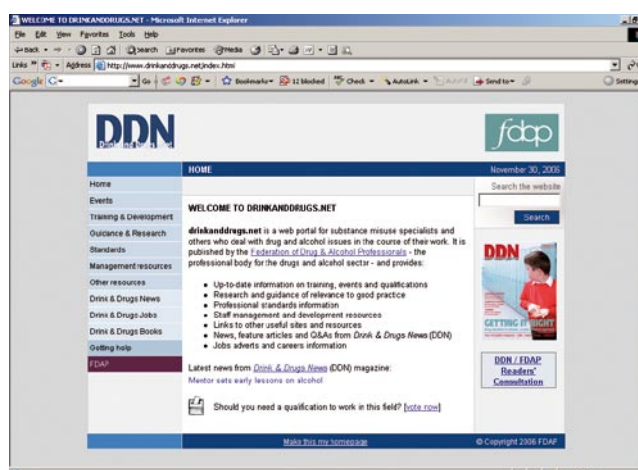 WELCOME TO DRINKANDDRUGS.NET - Microsoft Internet Explorer
File Edit View Favorites Tools Help
Back Search Favorites Media
Links Address http://www.drinkanddrugs.net/index.html
Google G Go Bookmarks 12 blocked Check AutoLink Send to Settings
DDN
fdap
HOME November 30, 2006
Home
Events
Training & Development
Guidance & Research
Standards
Management resources
Other resources
Drink & Drugs News
Drink & Drugs Jobs
Drink & Drugs Books
Getting help
FDAP
WELCOME TO DRINKANDDRUGS.NET
drinkanddrugs.net is a web portal for substance misuse specialists and
others who deal with drug and alcohol issues in the course of their work. It is
published by the Federation of Drug & Alcohol Professionals - the
professional body for the drugs and alcohol sector - and provides:
Up-to-date information on training, events and qualifications
Research and guidance of relevance to good practice
Professional standards information
Staff management and development resources
Links to other useful sites and resources
News, feature articles and Q&As from Drink & Drugs News (DDN)
Jobs adverts and careers information
Latest news from Drink & Drugs News (DDN) magazine:
Mentor sets early lessons on alcohol
Should you need a qualification to work in this field? [vote now]
Search the website
Search
DDN
GETTING IT RIGHT
DDN / FDAP
Readers'
Consultation
Make this my homepage © Copyright 2006 FDAP